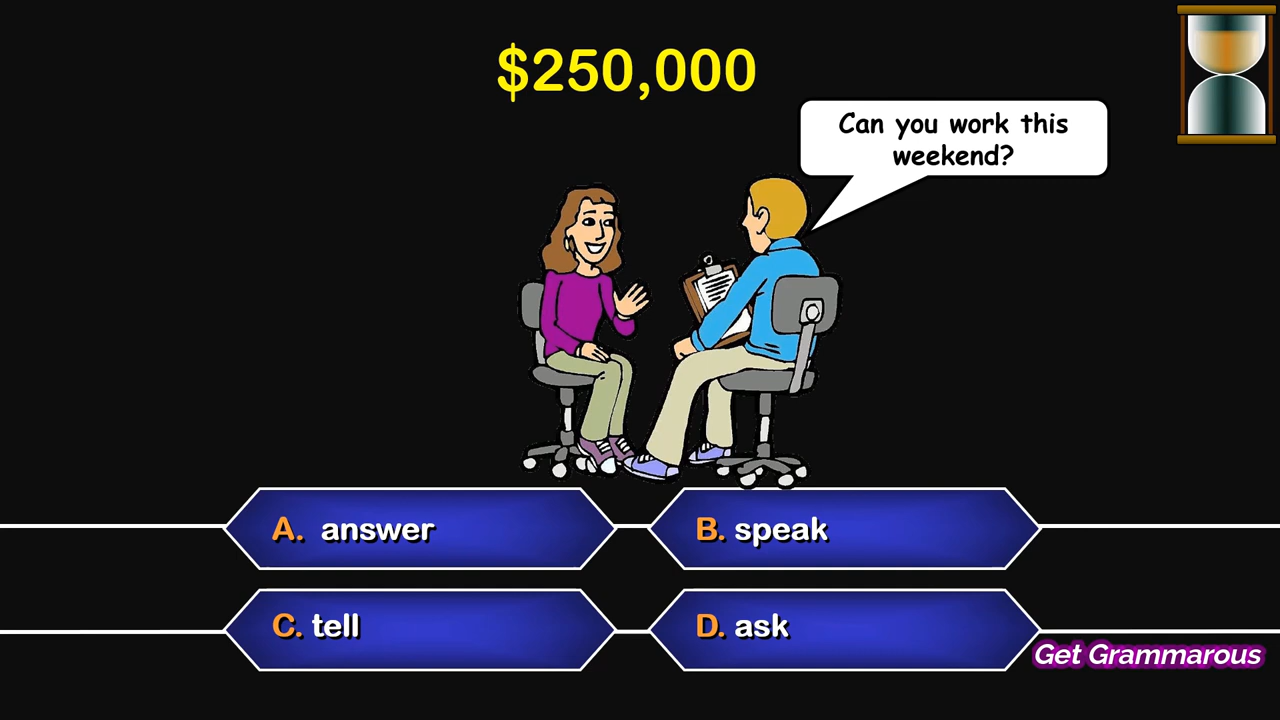 $250,000
Can you work this
weekend?
A. answer
B. speak
C. tell
D. ask
Get Grammarous